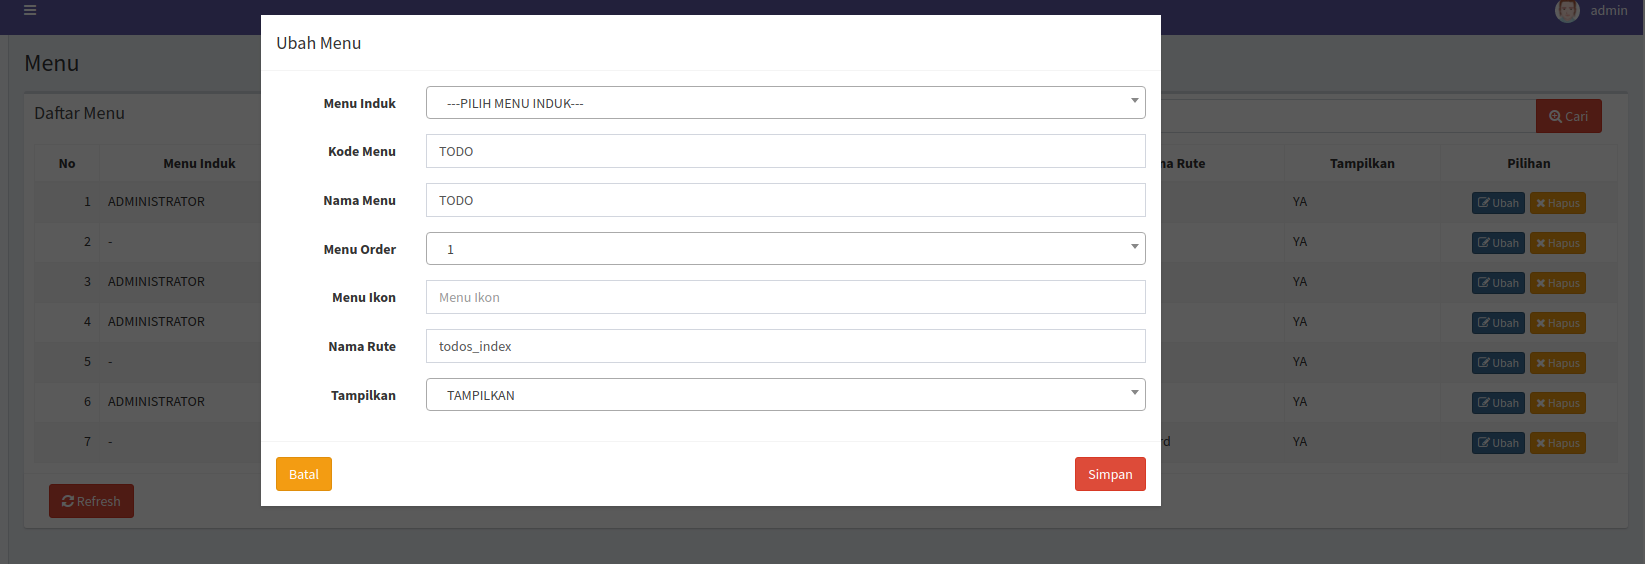 admin
Menu
Ubah Menu
Daftar Menu
Cari
Menu Induk ---PILIH MENU INDUK---
Kode Menu TODO
Nama Menu TODO
Menu Order 1
Menu Ikon Menu Ikon
Nama Rute todos_index
Tampilkan TAMPILKAN
Batal Simpan
No Menu Induk Rute Tampilkan Pilihan
1 ADMINISTRATOR YA Ubah Hapus
2 - YA Ubah Hapus
3 ADMINISTRATOR YA Ubah Hapus
4 ADMINISTRATOR YA Ubah Hapus
5 - YA Ubah Hapus
6 ADMINISTRATOR YA Ubah Hapus
7 - YA Ubah Hapus
Refresh